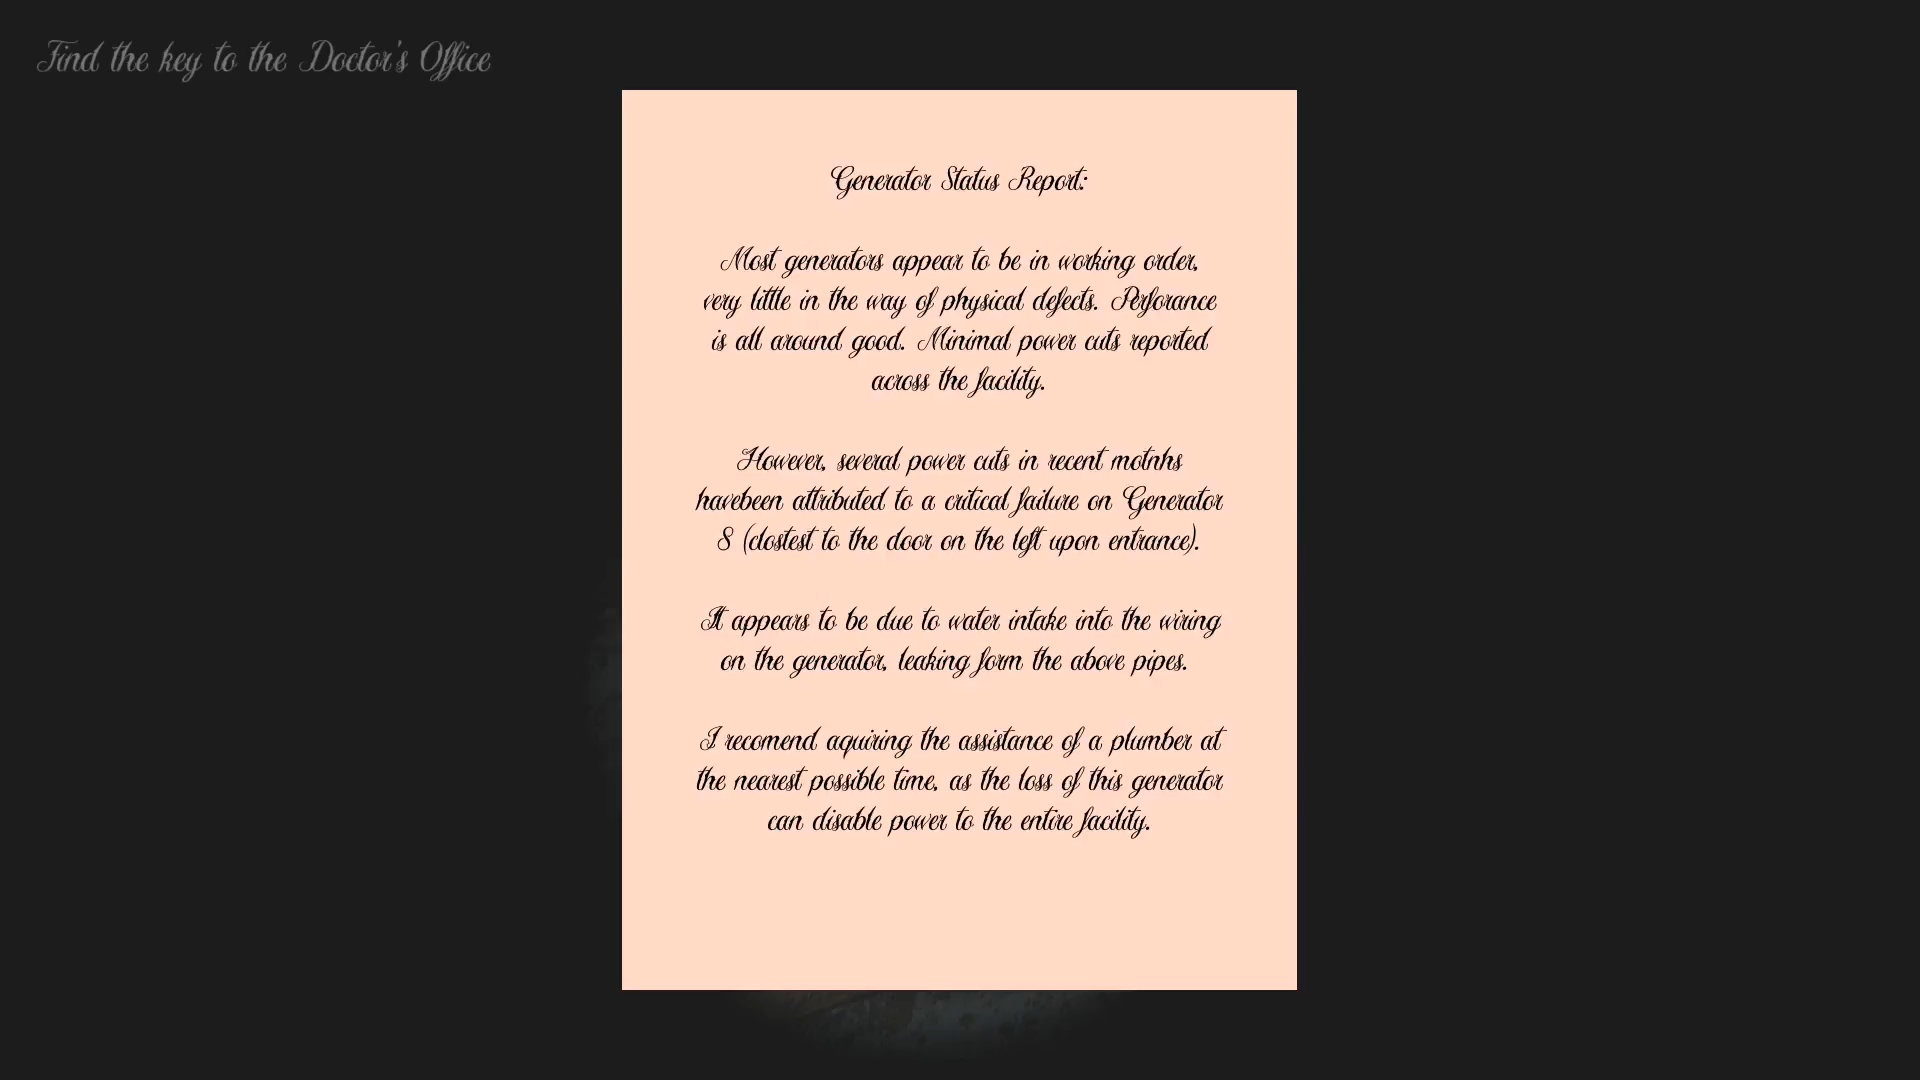 Find the key to the Doctor's Office
Generator Status Report:
Most generators appear to be in working order,
very little in the way of physical defects. Perforance
is all around good. Minimal power cuts reported
across the facility.
However, several power cuts in recent motnhs
havebeen attributed to a critical failure on Generator
8 (clostest to the door on the left upon entrance).
It appears to be due to water intake into the wiring
on the generator, leaking form the above pipes.
I recomend aquiring the assistance of a plumber at
the nearest possible time, as the loss of this generator
can disable power to the entire facility.